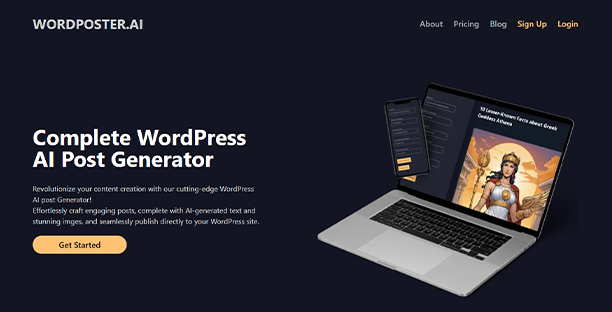 WORDPOSTER.AI
About Pricing Blog Sign Up Login
Complete WordPress
AI Post Generator
Revolutionize your content creation with our cutting-edge WordPress
AI post Generator!
Effortlessly craft engaging posts, complete with AI-generated text and
stunning imges, and seamlessly publish directly to your WordPress site.
Get Started
10 Lesser-Known Facts about Greek
Goddess Athena